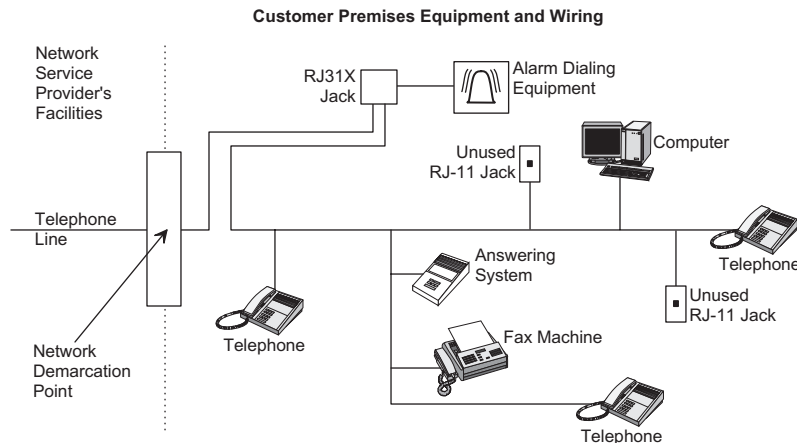 Customer Premises Equipment and Wiring
Network
Service
Provider's
Facilities
RJ31X
Jack
Alarm Dialing
Equipment
Unused
RJ-11 Jack
Computer
Telephone
Line
Answering
System
Telephone
Unused
RJ-11 Jack
Telephone
Fax Machine
Network
Demarcation
Point
Telephone